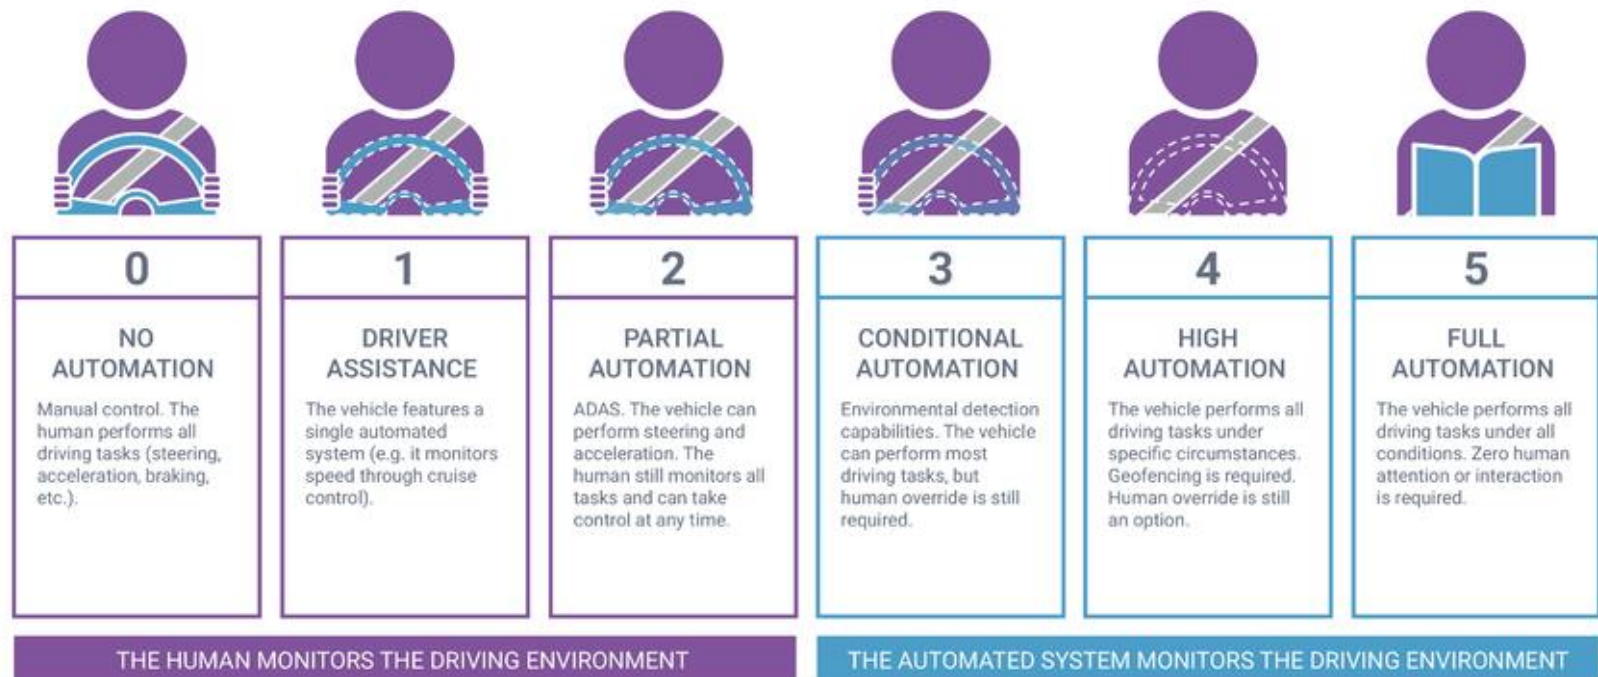 0
NO
AUTOMATION
Manual control. The
human performs all
driving tasks (steering,
acceleration, braking,
etc.).
1
DRIVER
ASSISTANCE
The vehicle features a
single automated
system (e.g. it monitors
speed through cruise
control).
2
PARTIAL
AUTOMATION
ADAS. The vehicle can
perform steering and
acceleration. The
human still monitors all
tasks and can take
control at any time.
3
CONDITIONAL
AUTOMATION
Environmental detection
capabilities. The vehicle
can perform most
driving tasks, but
human override is still
required.
4
HIGH
AUTOMATION
The vehicle performs all
driving tasks under
specific circumstances.
Geofencing is required.
Human override is still
an option.
5
FULL
AUTOMATION
The vehicle performs all
driving tasks under all
conditions. Zero human
attention or interaction
is required.
THE HUMAN MONITORS THE DRIVING ENVIRONMENT
THE AUTOMATED SYSTEM MONITORS THE DRIVING ENVIRONMENT